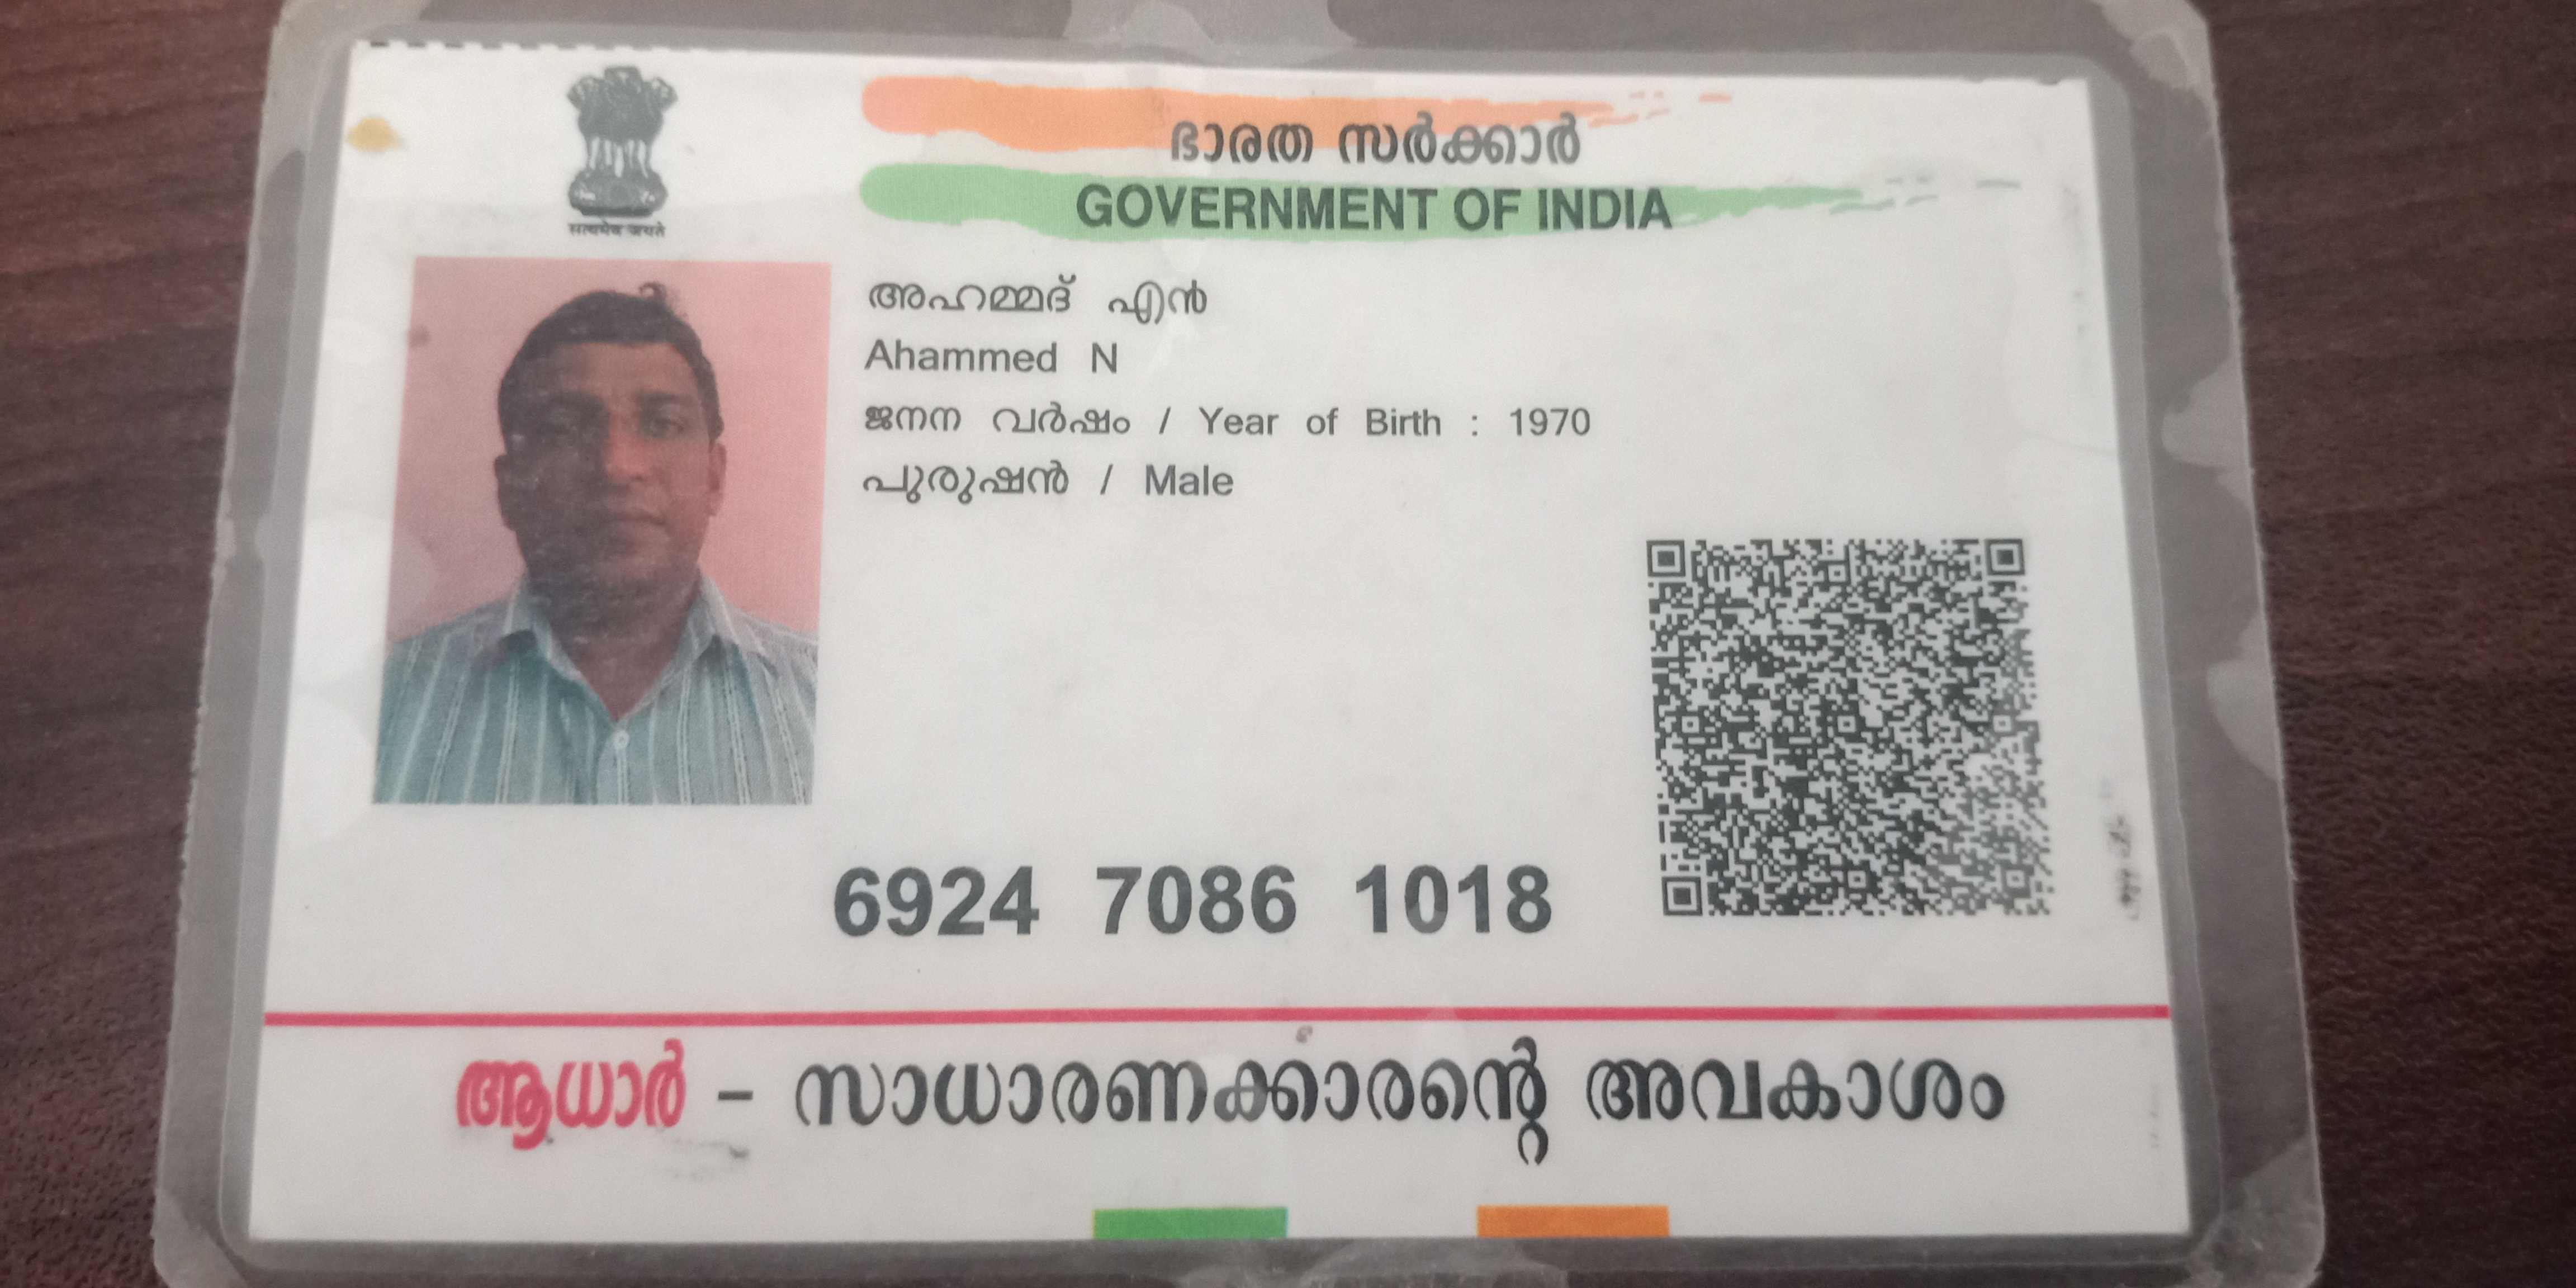 सत्यमेव जयते
ഭാരത സർക്കാർ
GOVERNMENT OF INDIA
അഹമ്മദ് എൻ
Ahammed N
ജനന വർഷം / Year of Birth : 1970
പുരുഷൻ / Male
6924 7086 1018
ആധാർ – സാധാരണക്കാരന്റെ അവകാശം